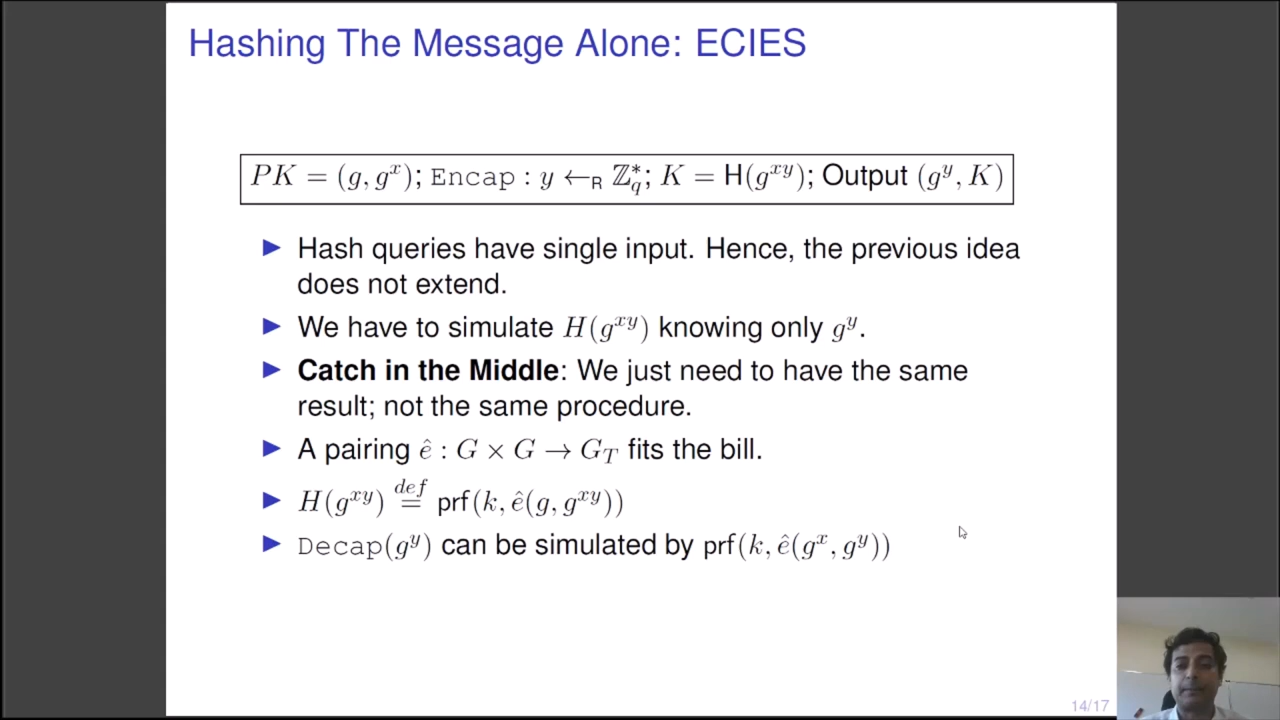 Hashing The Message Alone: ECIES
PK = (g, g^x); Encap : y ←_R ℤ*_q; K = H(g^{xy}); Output (g^y, K)
▶ Hash queries have single input. Hence, the previous idea
does not extend.
▶ We have to simulate H(g^{xy}) knowing only g^y.
▶ Catch in the Middle: We just need to have the same
result; not the same procedure.
▶ A pairing ê : G × G → G_T fits the bill.
▶ H(g^{xy}) \stackrel{def}{=} prf(k, ê(g, g^{xy}))
▶ Decap(g^y) can be simulated by prf(k, ê(g^x, g^y))
14/17